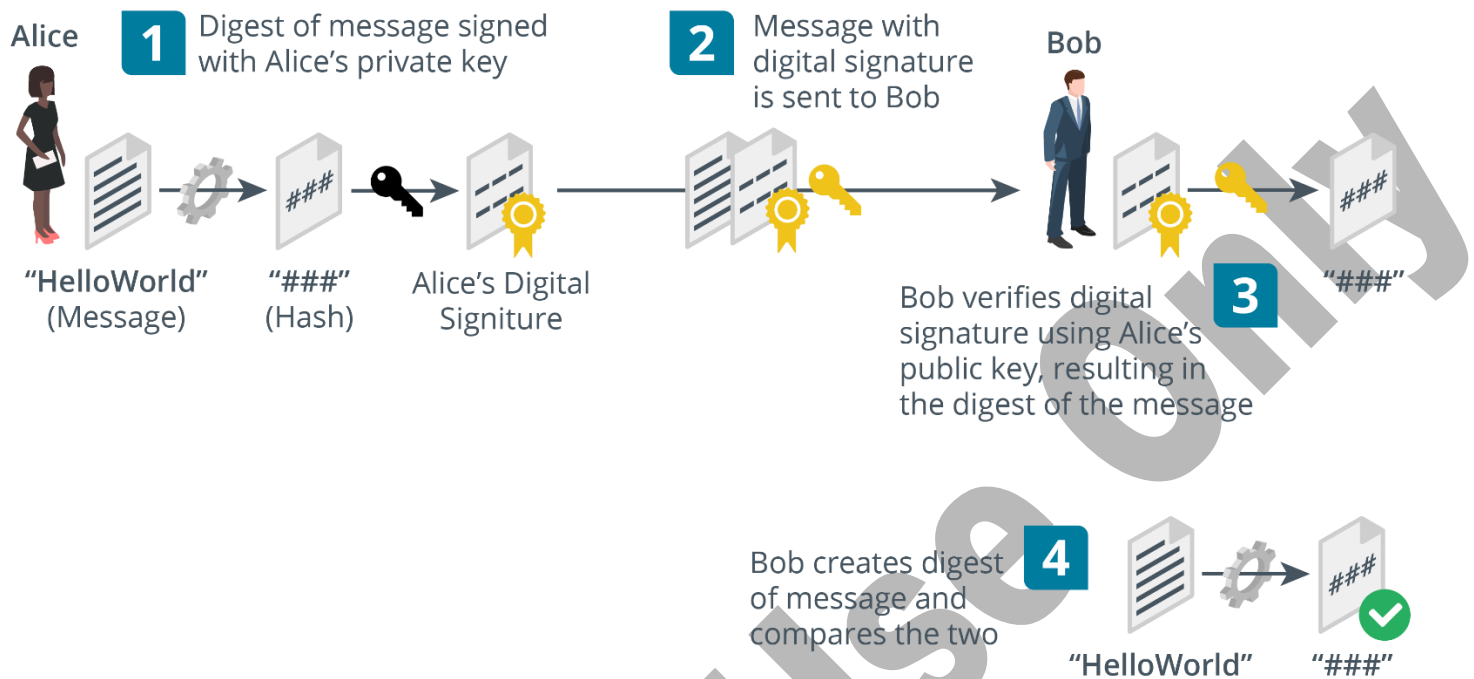 Alice
1
Digest of message signed
with Alice's private key
2
Message with
digital signature
is sent to Bob
Bob
###
###
“HelloWorld”
(Message)
“###”
(Hash)
Alice's Digital
Signiture
Bob verifies digital
signature using Alice's
public key, resulting in
the digest of the message
3
“###”
Bob creates digest
of message and
compares the two
4
###
“HelloWorld”
“###”
Use Only